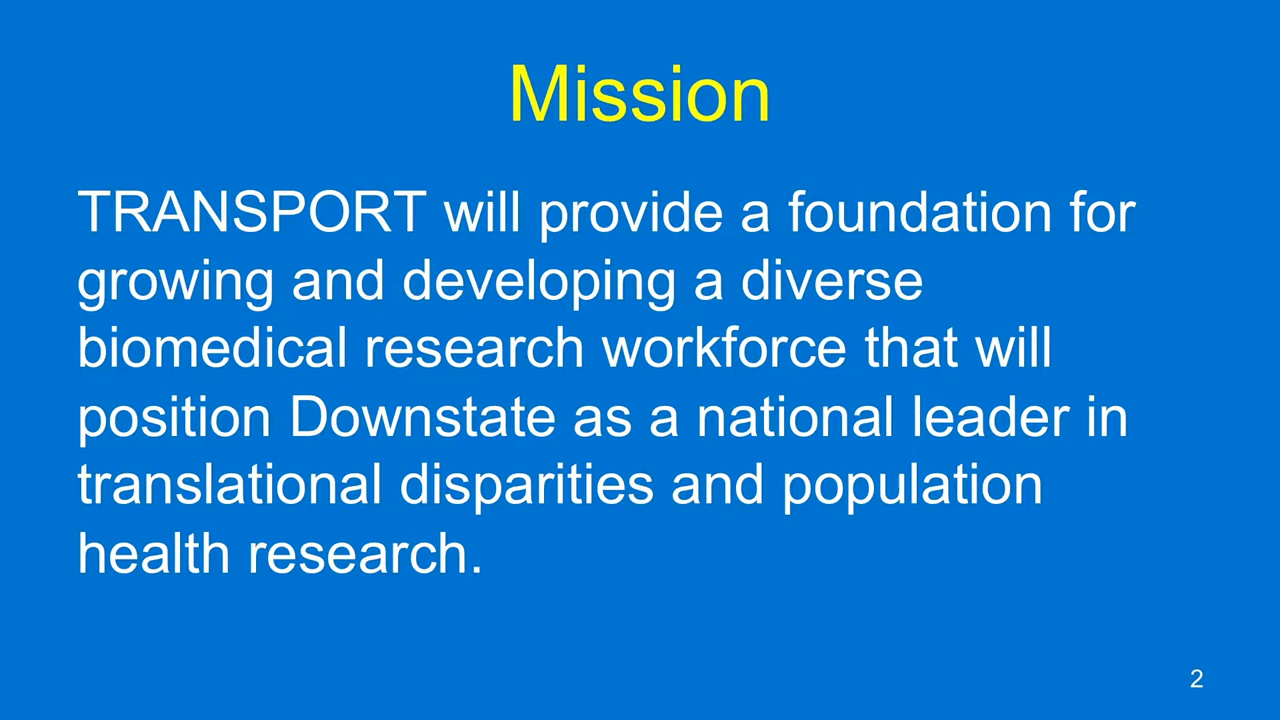 Mission
TRANSPORT will provide a foundation for
growing and developing a diverse
biomedical research workforce that will
position Downstate as a national leader in
translational disparities and population
health research.
2